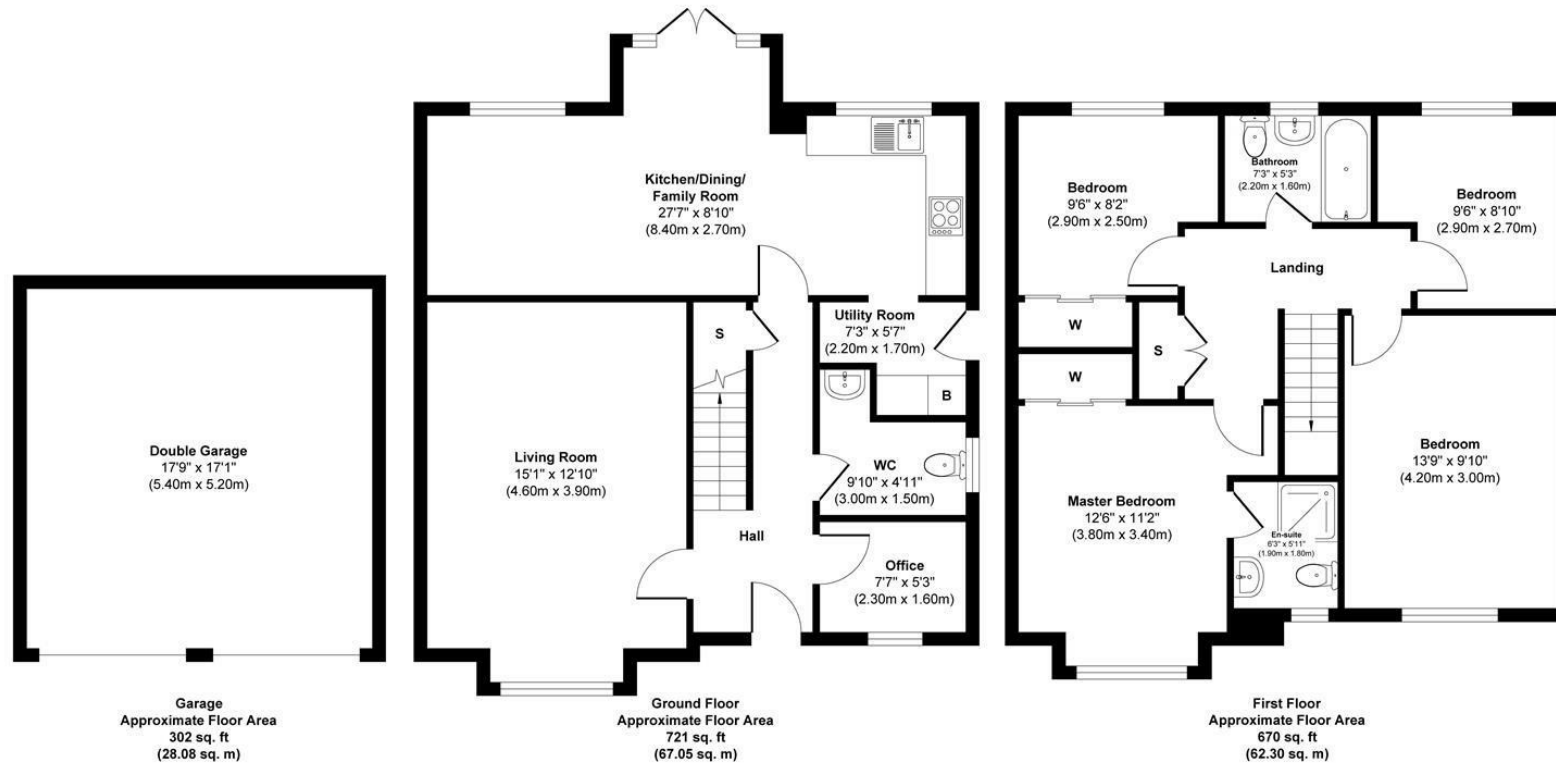 Double Garage
17'9" x 17'1"
(5.40m x 5.20m)
Garage
Approximate Floor Area
302 sq. ft
(28.08 sq. m)
Kitchen/Dining/
Family Room
27'7" x 8'10"
(8.40m x 2.70m)
Living Room
15'1" x 12'10"
(4.60m x 3.90m)
S
Utility Room
7'3" x 5'7"
(2.20m x 1.70m)
B
WC
9'10" x 4'11"
(3.00m x 1.50m)
Hall
Office
7'7" x 5'3"
(2.30m x 1.60m)
Ground Floor
Approximate Floor Area
721 sq. ft
(67.05 sq. m)
Bedroom
9'6" x 8'2"
(2.90m x 2.50m)
Bathroom
7'3" x 5'3"
(2.20m x 1.60m)
Bedroom
9'6" x 8'10"
(2.90m x 2.70m)
Landing
W
S
W
Master Bedroom
12'6" x 11'2"
(3.80m x 3.40m)
En-suite
6'3" x 5'11"
(1.90m x 1.80m)
Bedroom
13'9" x 9'10"
(4.20m x 3.00m)
First Floor
Approximate Floor Area
670 sq. ft
(62.30 sq. m)